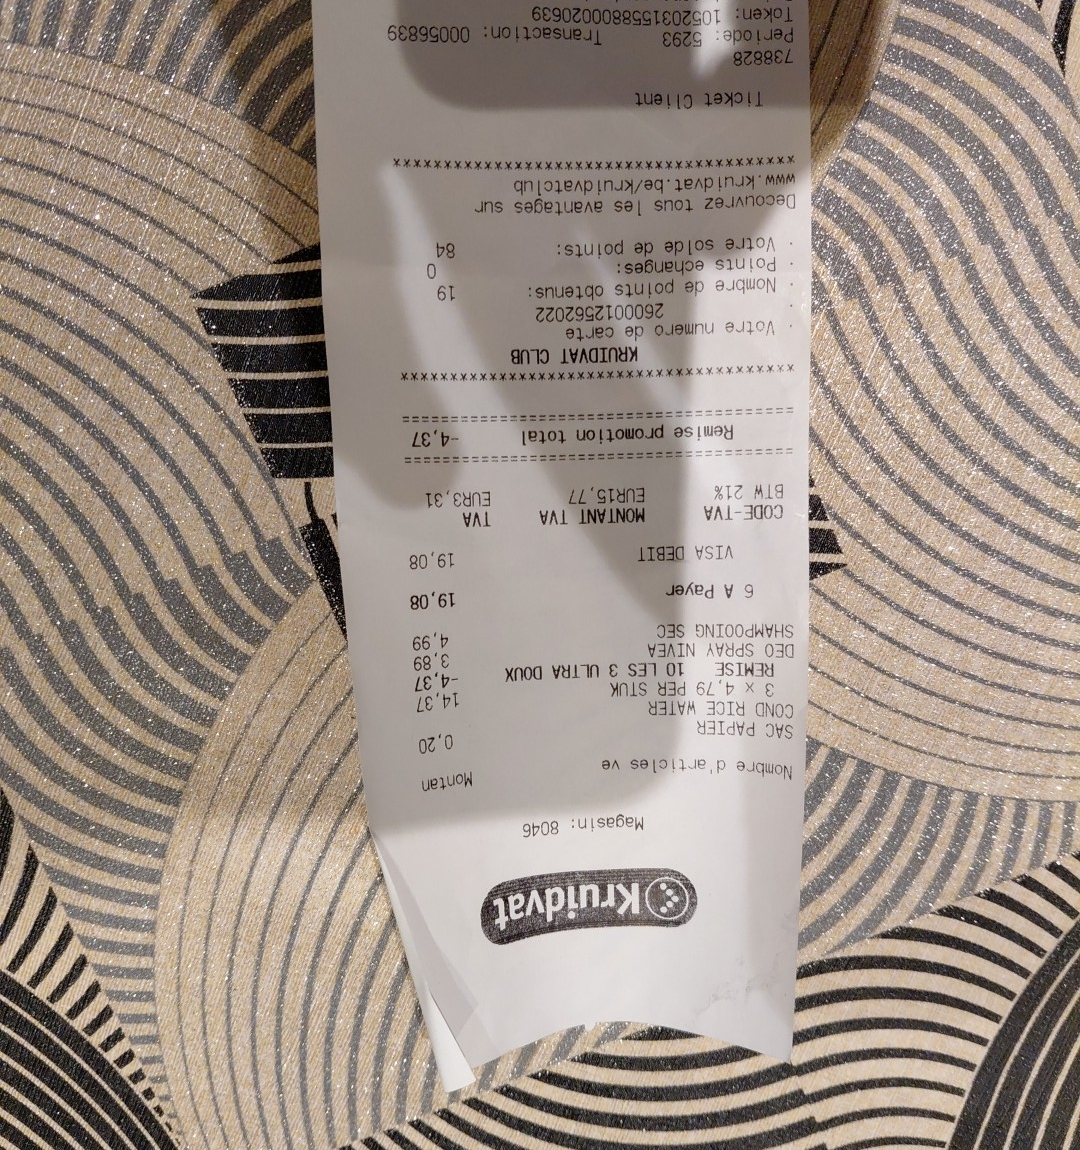 Kruidvat
Magasin: 8046
Nombre d'articles ve Montan
SAC PAPIER 0,20
COND RICE WATER
3 x 4,79 PER STUK 14,37
REMISE 10 LES 3 ULTRA DOUX -4,37
DEO SPRAY NIVEA 3,89
SHAMPOOING SEC 4,99
6 A Payer 19,08
VISA DEBIT 19,08
CODE-TVA MONTANT TVA TVA
BTW 21% EUR15,77 EUR3,31
==========================================
Remise promotion total -4,37
==========================================
******************************************
KRUIDVAT CLUB
. Votre numero de carte
. 2600012562022
. Nombre de points obtenus: 19
. Points echanges: 0
. Votre solde de points: 84
Decouvrez tous les avantages sur
www.kruidvat.be/kruidvatclub
******************************************
Ticket Client
738828
Periode: 5293 Transaction: 00056839
Token: 1052031558800020639